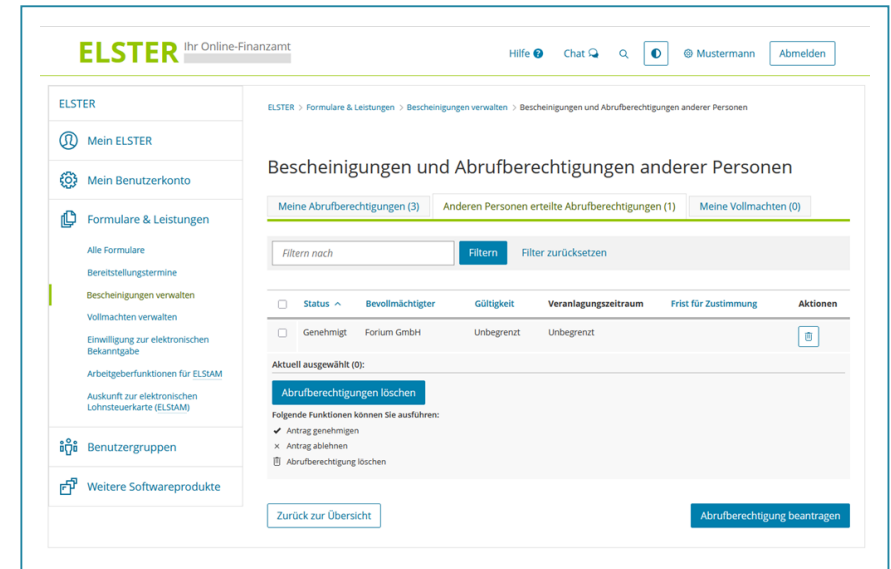 ELSTER Ihr Online-Finanzamt
Hilfe ? Chat Mustermann Abmelden
ELSTER
Mein ELSTER
Mein Benutzerkonto
Formulare & Leistungen
Alle Formulare
Bereitstellungstermine
Bescheinigungen verwalten
Vollmachten verwalten
Einwilligung zur elektronischen
Bekanntgabe
Arbeitgeberfunktionen für ELStAM
Auskunft zur elektronischen
Lohnsteuerkarte (ELStAM)
Benutzergruppen
Weitere Softwareprodukte
ELSTER > Formulare & Leistungen > Bescheinigungen verwalten > Bescheinigungen und Abrufberechtigungen anderer Personen
Bescheinigungen und Abrufberechtigungen anderer Personen
Meine Abrufberechtigungen (3) Anderen Personen erteilte Abrufberechtigungen (1) Meine Vollmachten (0)
Filtern nach Filtern Filter zurücksetzen
Status Bevollmächtigter Gültigkeit Veranlagungszeitraum Frist für Zustimmung Aktionen
Genehmigt Forium GmbH Unbegrenzt Unbegrenzt
Aktuell ausgewählt (0):
Abrufberechtigungen löschen
Folgende Funktionen können Sie ausführen:
✔ Antrag genehmigen
× Antrag ablehnen
Abrufberechtigung löschen
Zurück zur Übersicht Abrufberechtigung beantragen